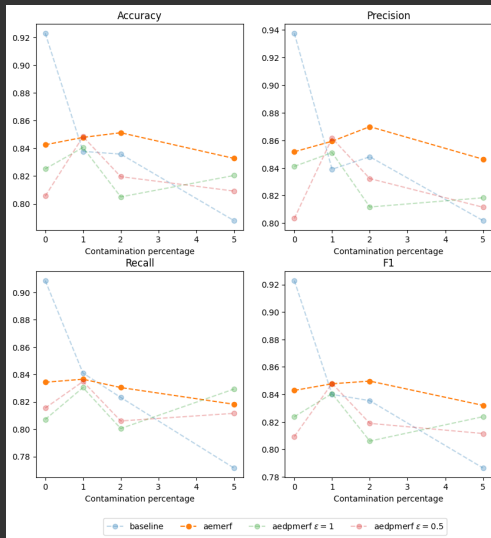 Accuracy
Precision
0.92
0.90
0.88
0.86
0.84
0.82
0.80
0 1 2 3 4 5
Contamination percentage
0.94
0.92
0.90
0.88
0.86
0.84
0.82
0.80
0 1 2 3 4 5
Contamination percentage
Recall
F1
0.90
0.88
0.86
0.84
0.82
0.80
0.78
0 1 2 3 4 5
Contamination percentage
0.92
0.90
0.88
0.86
0.84
0.82
0.80
0.78
0 1 2 3 4 5
Contamination percentage
baseline aemerf aedpmerf ε = 1 aedpmerf ε = 0.5